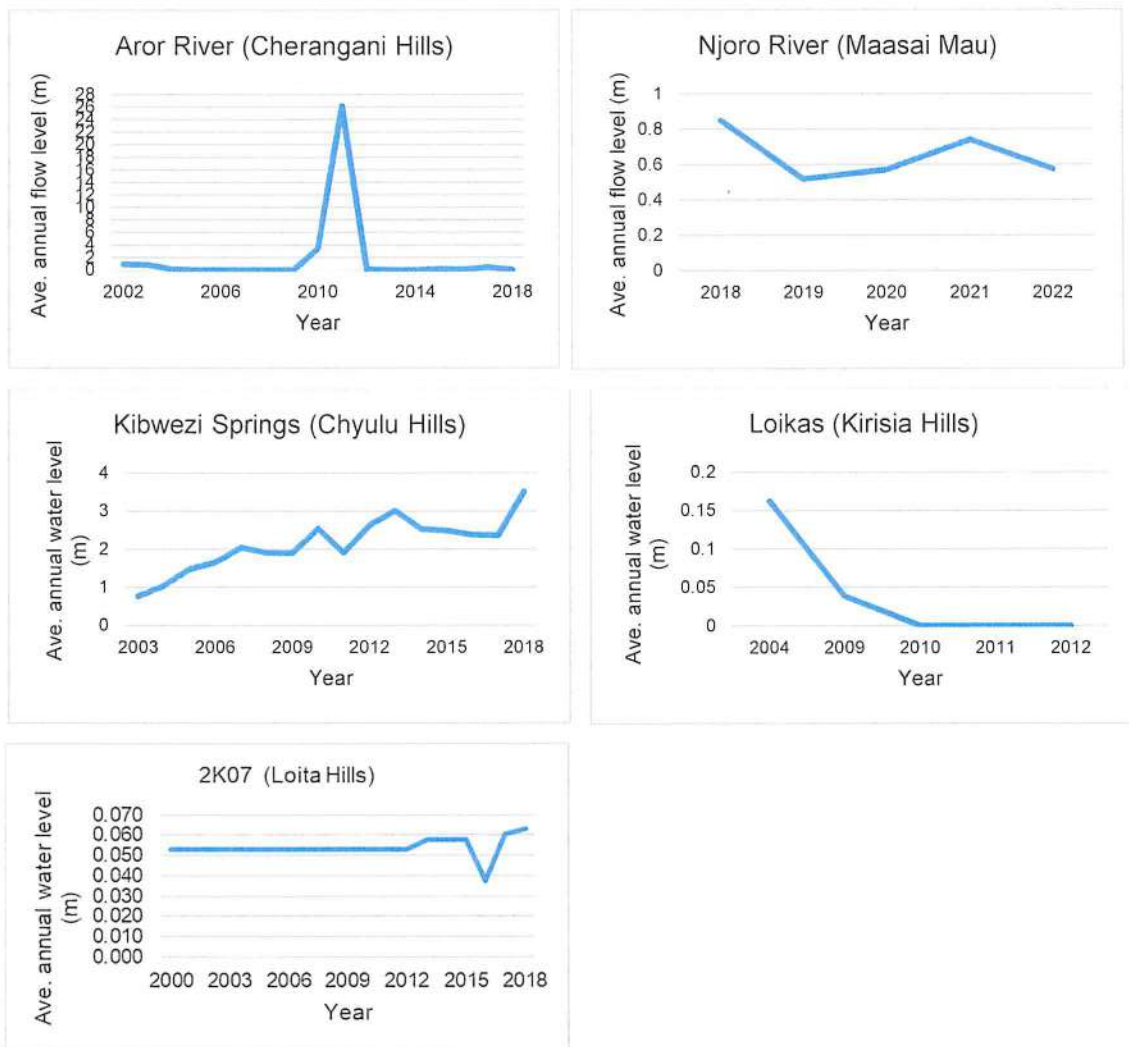 Aror River (Cherangani Hills)
Ave. annual flow level (m)
28
26
24
22
20
18
16
14
12
10
8
6
4
2
0
2002 2006 2010 2014 2018
Year
Njoro River (Maasai Mau)
Ave. annual flow level (m)
1
0.8
0.6
0.4
0.2
0
2018 2019 2020 2021 2022
Year
Kibwezi Springs (Chyulu Hills)
Ave. annual water level
(m)
4
3
2
1
0
2003 2006 2009 2012 2015 2018
Year
Loikas (Kirisia Hills)
Ave. annual water level
(m)
0.2
0.15
0.1
0.05
0
2004 2009 2010 2011 2012
Year
2K07 (Loita Hills)
Ave. annual water level
(m)
0.070
0.060
0.050
0.040
0.030
0.020
0.010
0.000
2000 2003 2006 2009 2012 2015 2018
Year